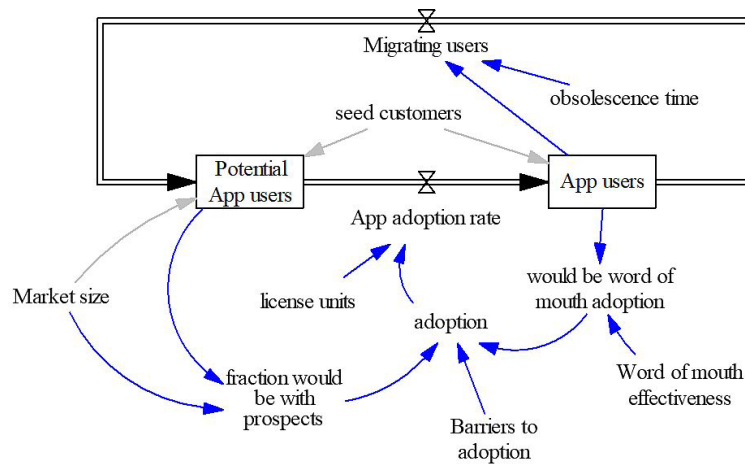 Migrating users
obsolescence time
seed customers
Potential
App users
App users
App adoption rate
Market size
license units
would be word of
mouth adoption
adoption
fraction would
be with
prospects
Word of mouth
effectiveness
Barriers to
adoption